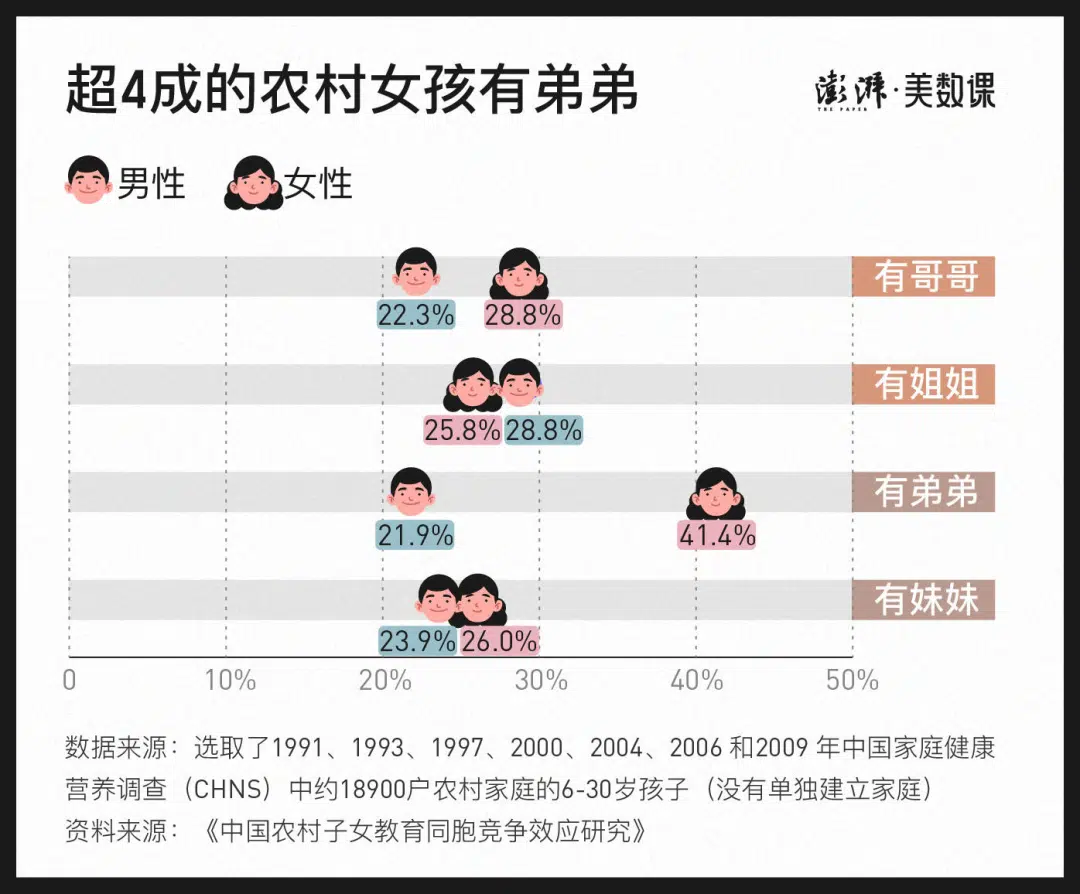 超4成的农村女孩有弟弟
澎湃·美数课
THE PAPER
男性 女性
有哥哥
22.3% 28.8%
有姐姐
25.8% 28.8%
有弟弟
21.9% 41.4%
有妹妹
23.9% 26.0%
0 10% 20% 30% 40% 50%
数据来源：选取了1991、1993、1997、2000、2004、2006 和2009 年中国家庭健康
营养调查（CHNS）中约18900户农村家庭的6-30岁孩子（没有单独建立家庭）
资料来源：《中国农村子女教育同胞竞争效应研究》